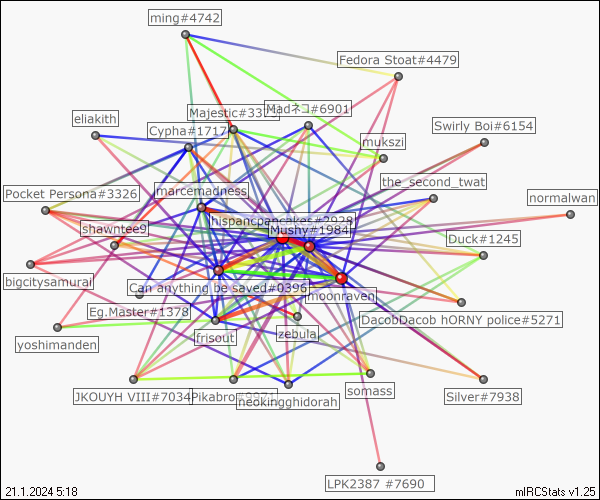 ming#4742
Fedora Stoat#4479
Majestic#337
Madネコ#6901
eliakith
Cypha#1717
Swirly Boi#6154
mukszi
the_second_twat
Pocket Persona#3326
marcemadness
normalwan
hispancpancakes#2928
shawntee9
Mushy#1984
Duck#1245
bigcitysamurai
Can anything be saved#0396
moonraven
Eg.Master#1378
DacobDacob hORNY police#5271
yoshimanden
frisout
zebula
JKOUYH VIII#7034
Pikabro
neokingghidorah
somass
Silver#7938
LPK2387 #7690
21.1.2024 5:18
mIRCStats v1.25